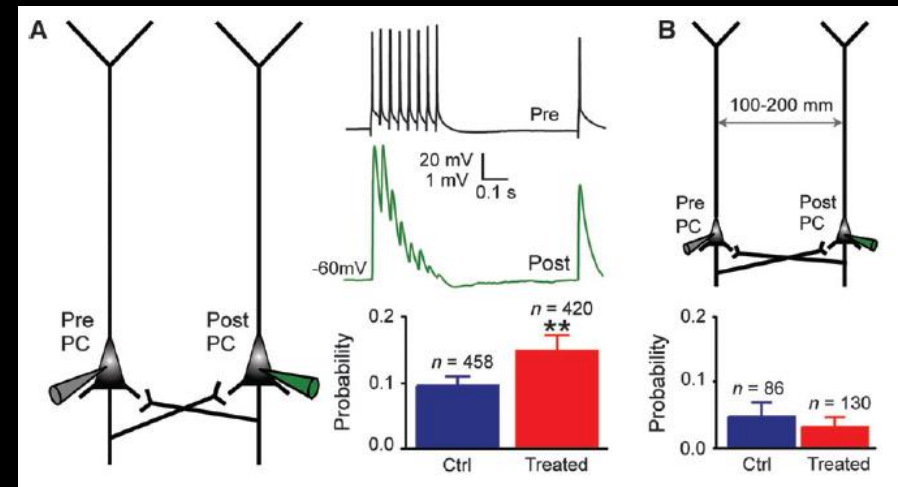 A
Pre
PC
Post
PC
Pre
20 mV
1 mV
0.1 s
-60mV
Post
Probability
0.2
0.1
0.0
n = 458
n = 420
**
Ctrl
Treated
B
100-200 mm
Pre
PC
Post
PC
Probability
0.2
0.1
0.0
n = 86
n = 130
Ctrl
Treated